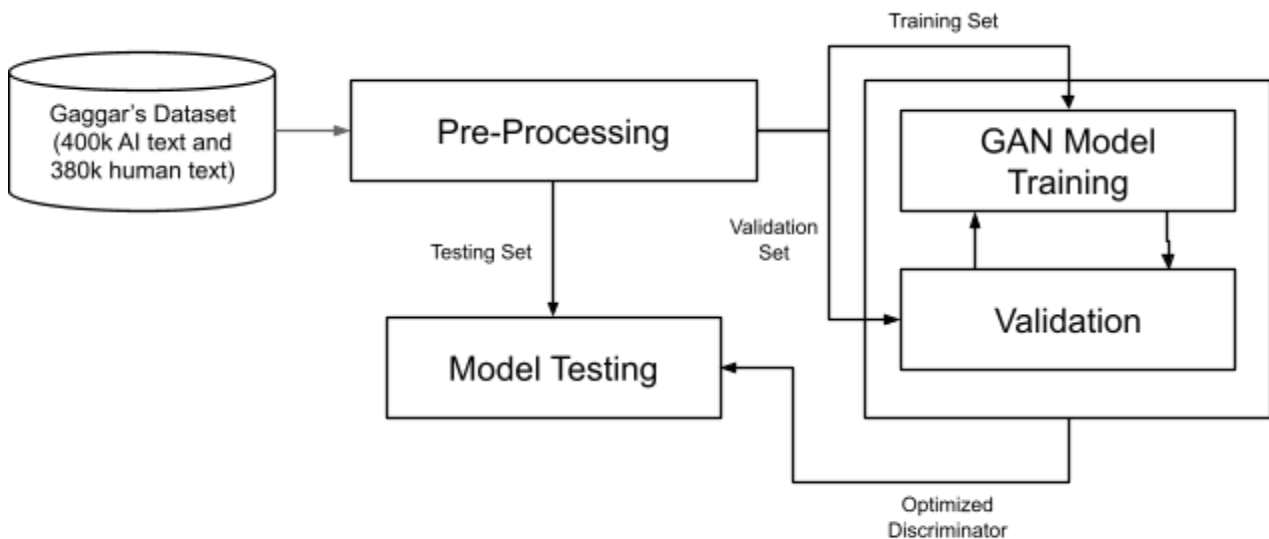 Training Set
Gaggar's Dataset
(400k AI text and
380k human text)
Pre-Processing
GAN Model
Training
Testing Set
Validation
Set
Validation
Model Testing
Optimized
Discriminator